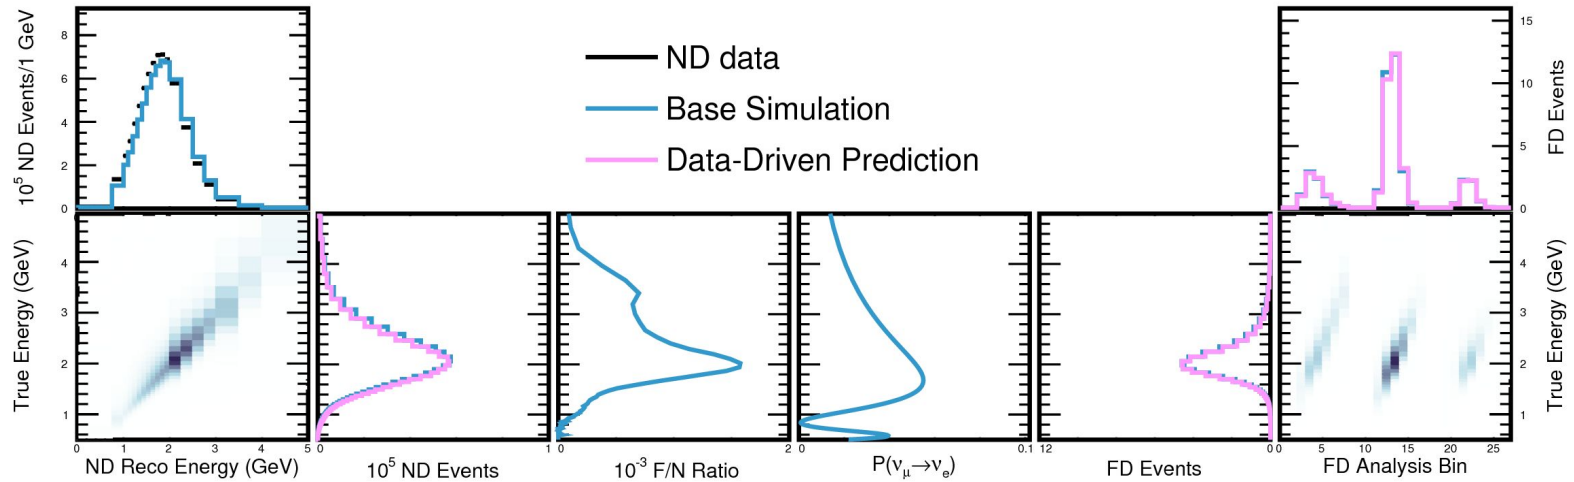 10⁵ ND Events/1 GeV
8
6
4
2
0
ND data
Base Simulation
Data-Driven Prediction
15
10
5
0
FD Events
True Energy (GeV)
4
3
2
1
0 1 2 3 4 5
ND Reco Energy (GeV)
0 1
10⁵ ND Events
0 2
10⁻³ F/N Ratio
0 0.1
P(νμ→νe)
12 0
FD Events
0 5 10 15 20 25
FD Analysis Bin
4
3
2
1
True Energy (GeV)